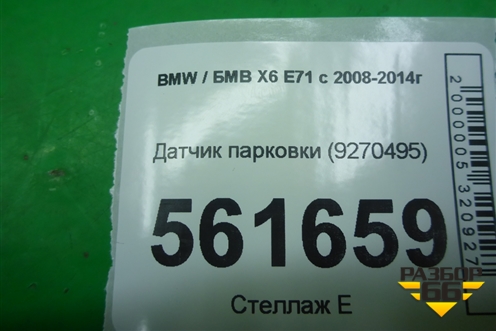 BMW / БМВ X6 E71 с 2008-2014г
Датчик парковки (9270495)
561659
Стеллаж Е
2000005320927
РАЗБОР
66